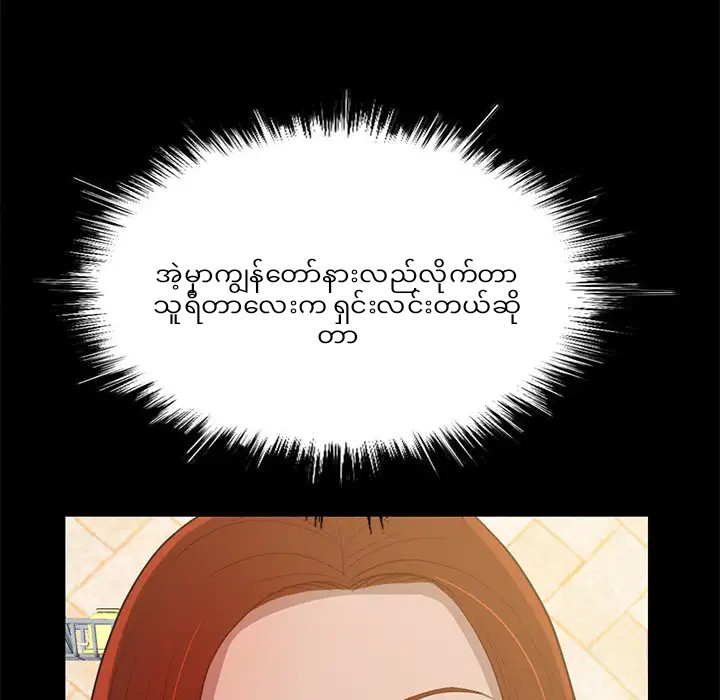 အဲ့မှာကျွန်တော်နားလည်လိုက်တာ
သူရီတာလေးက ရှင်းလင်းတယ်ဆို
တာ